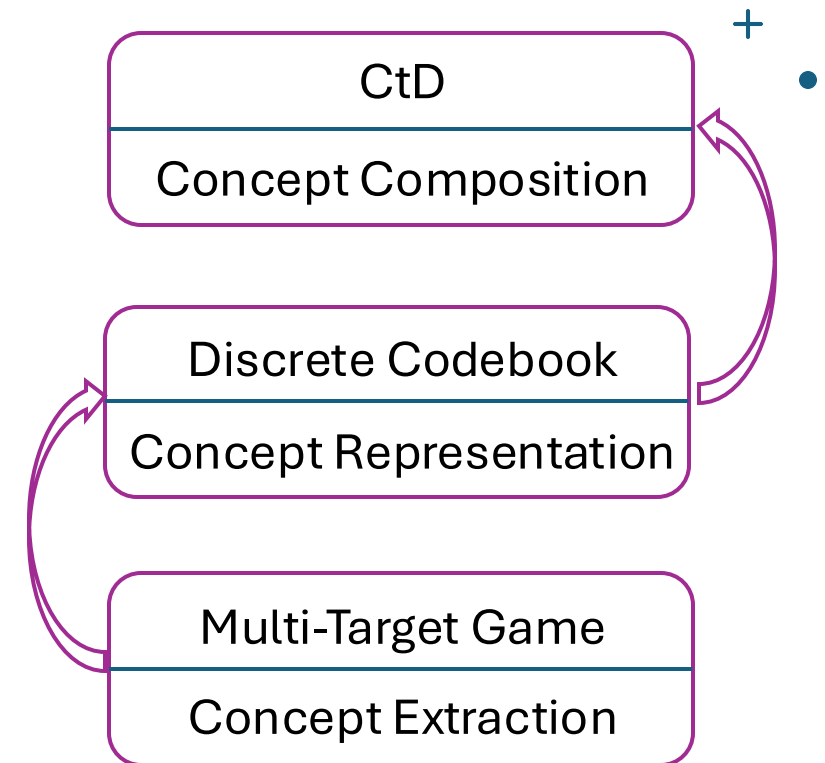 CtD
Concept Composition
Discrete Codebook
Concept Representation
Multi-Target Game
Concept Extraction